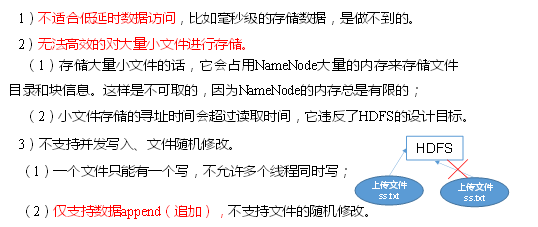 1）不适合低延时数据访问，比如毫秒级的存储数据，是做不到的。
2）无法高效的对大量小文件进行存储。
（1）存储大量小文件的话，它会占用NameNode大量的内存来存储文件
目录和块信息。这样是不可取的，因为NameNode的内存总是有限的；
（2）小文件存储的寻址时间会超过读取时间，它违反了HDFS的设计目标。
3）不支持并发写入、文件随机修改。
（1）一个文件只能有一个写，不允许多个线程同时写；
（2）仅支持数据append（追加），不支持文件的随机修改。
HDFS
上传文件
ss.txt
上传文件
ss.txt